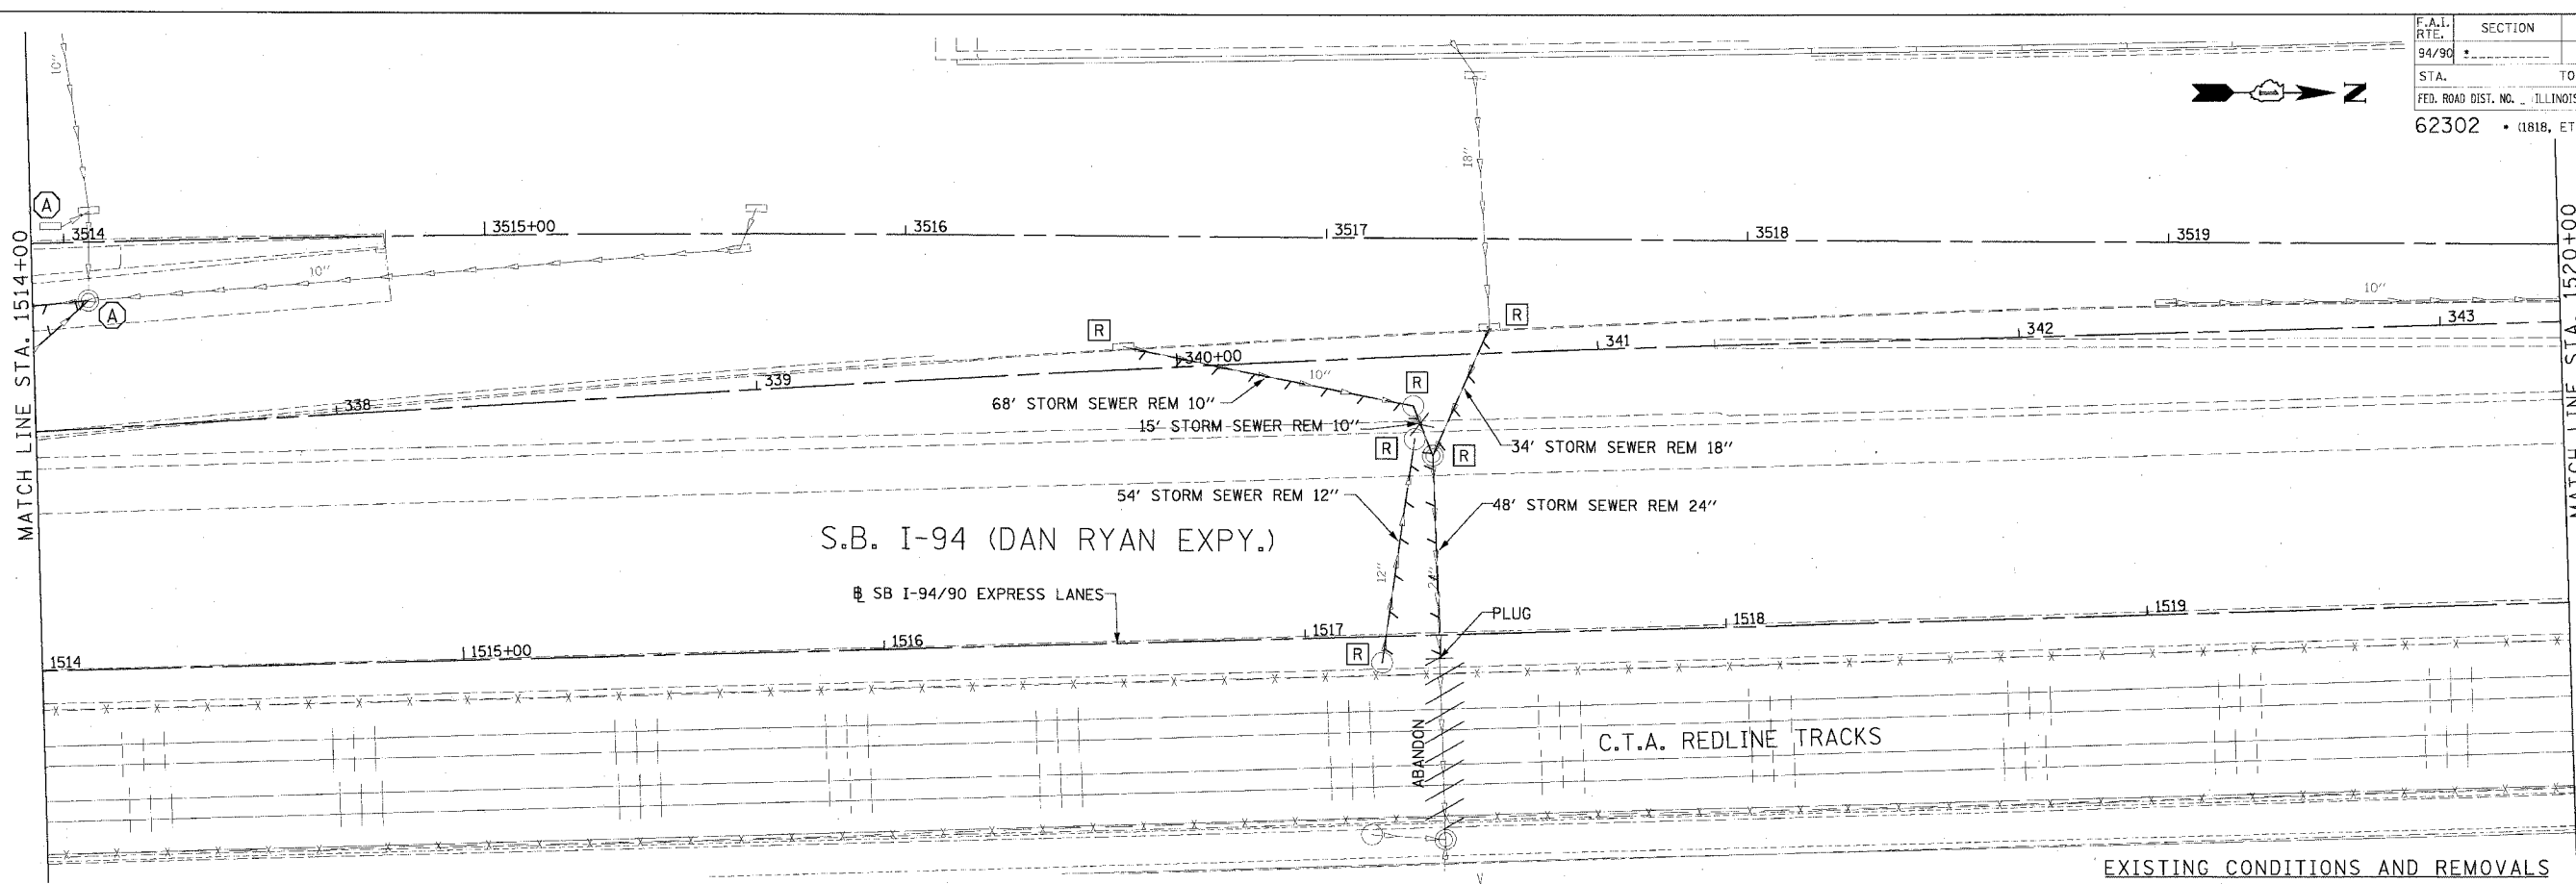 F.A.I. RTE. SECTION
94/90 *
STA. TO
FED. ROAD DIST. NO. ILLINOIS
62302 * (1818, ET
N
MATCH LINE STA. 1514+00
MATCH LINE STA. 1520+00
10"
18"
A
3514 3515+00 3516 3517 3518 3519
10"
A
10"
R
R
338 339 340+00 341 342 343
10"
R
68' STORM SEWER REM 10"
15' STORM SEWER REM 10"
R
R
34' STORM SEWER REM 18"
54' STORM SEWER REM 12"
48' STORM SEWER REM 24"
S.B. I-94 (DAN RYAN EXPY.)
12"
24"
SB I-94/90 EXPRESS LANES
PLUG
1514 1515+00 1516 1517 1518 1519
R
ABANDON
C.T.A. REDLINE TRACKS
EXISTING CONDITIONS AND REMOVALS